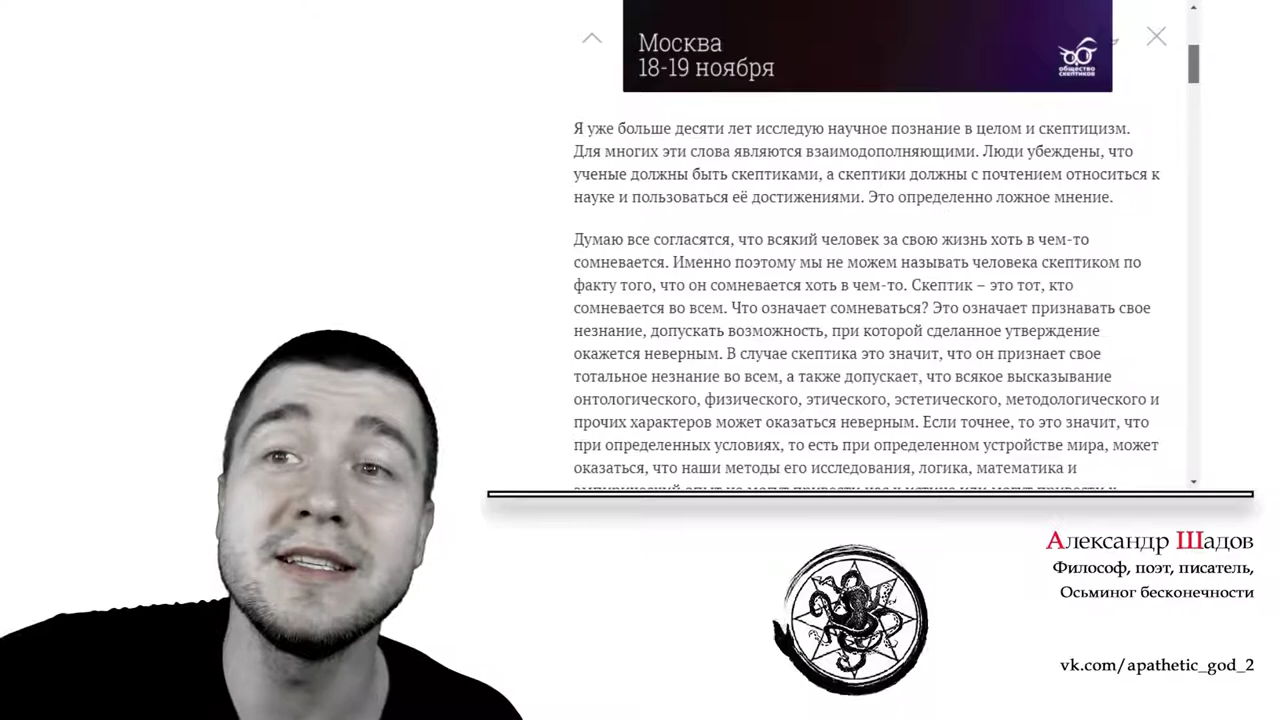 Москва
18-19 ноября
общество
скептиков
Я уже больше десяти лет исследую научное познание в целом и скептицизм.
Для многих эти слова являются взаимодополняющими. Люди убеждены, что
ученые должны быть скептиками, а скептики должны с почтением относиться к
науке и пользоваться её достижениями. Это определенно ложное мнение.
Думаю все согласятся, что всякий человек за свою жизнь хоть в чем-то
сомневается. Именно поэтому мы не можем называть человека скептиком по
факту того, что он сомневается хоть в чем-то. Скептик – это тот, кто
сомневается во всем. Что означает сомневаться? Это означает признавать свое
незнание, допускать возможность, при которой сделанное утверждение
окажется неверным. В случае скептика это значит, что он признает свое
тотальное незнание во всем, а также допускает, что всякое высказывание
онтологического, физического, этического, эстетического, методологического и
прочих характеров может оказаться неверным. Если точнее, то это значит, что
при определенных условиях, то есть при определенном устройстве мира, может
оказаться, что наши методы его исследования, логика, математика и
Александр Шадов
Философ, поэт, писатель,
Осьминог бесконечности
vk.com/apathetic_god_2